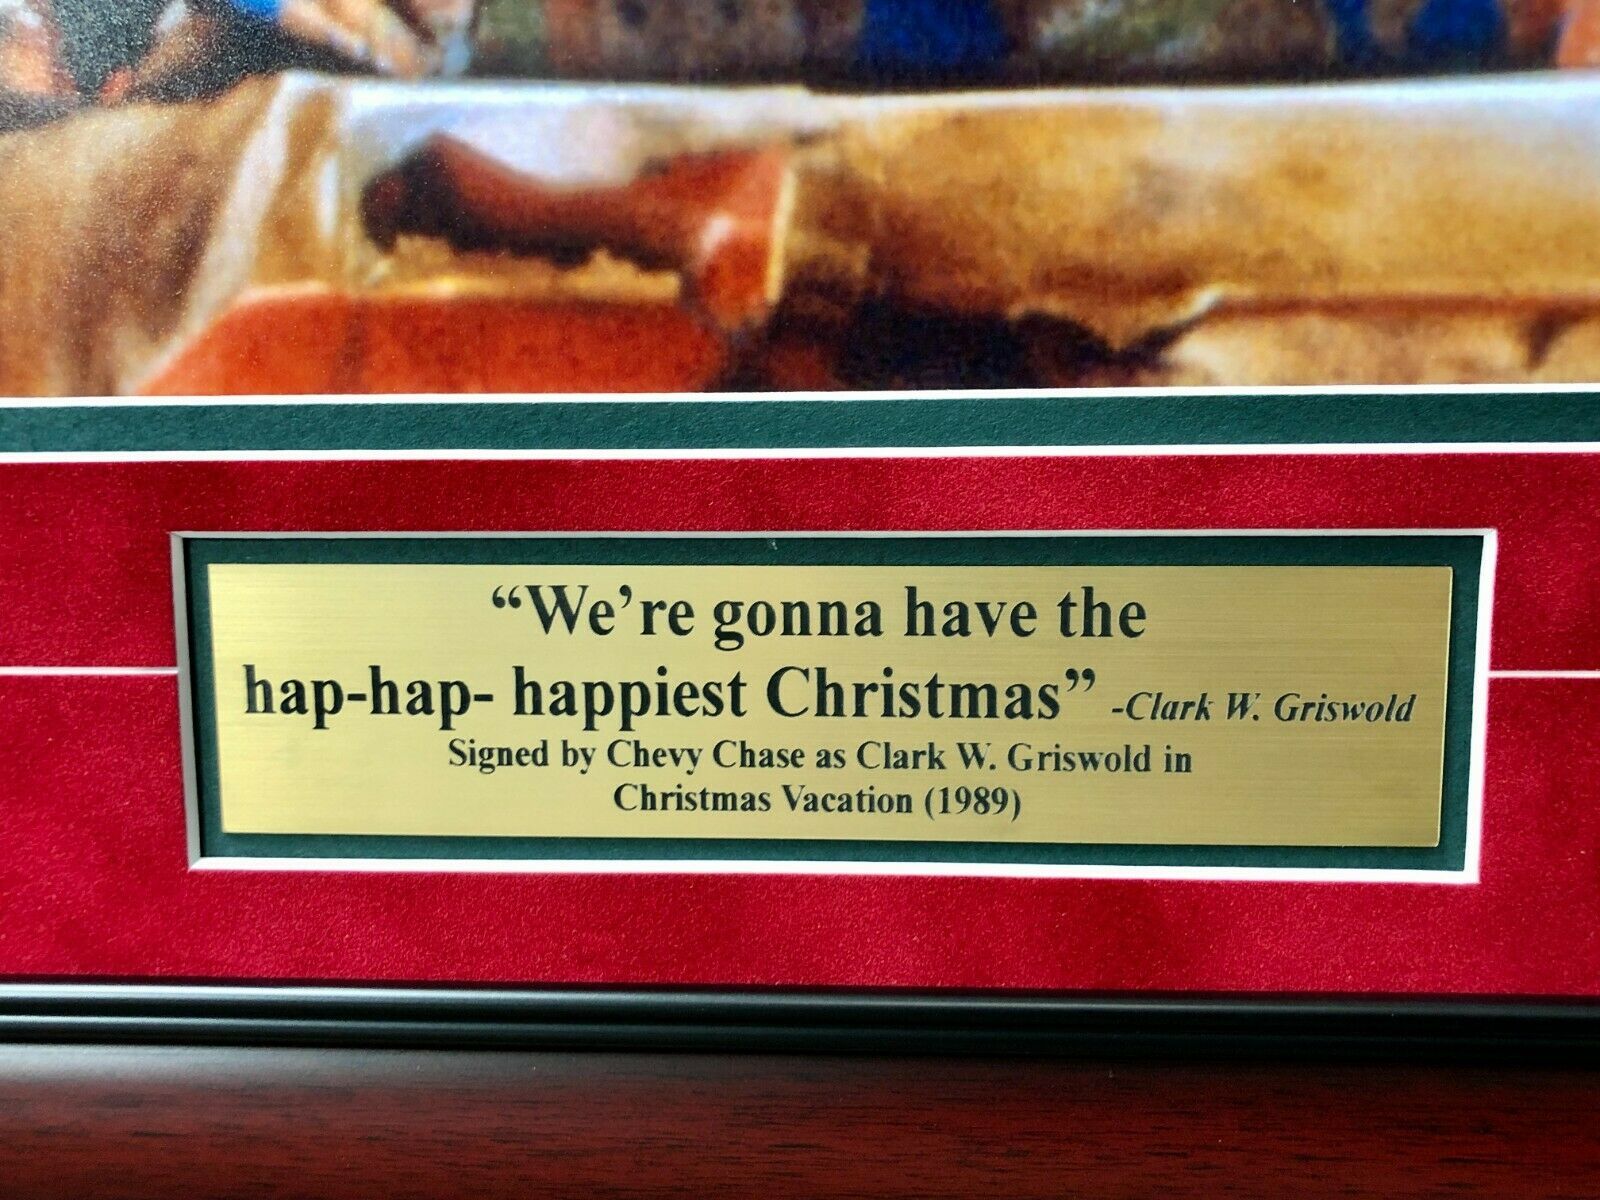 “We’re gonna have the
hap-hap- happiest Christmas” -Clark W. Griswold
Signed by Chevy Chase as Clark W. Griswold in
Christmas Vacation (1989)